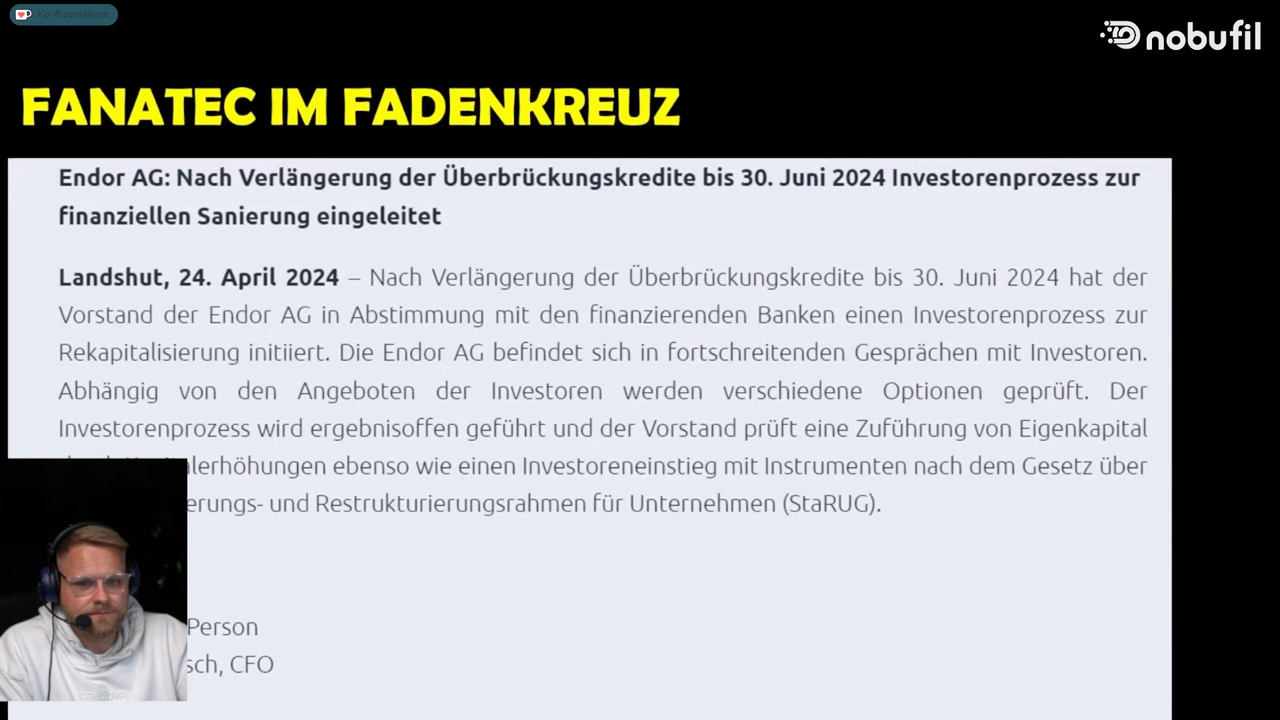 Ko-fi.com/dizee
nobufil
FANATEC IM FADENKREUZ
Endor AG: Nach Verlängerung der Überbrückungskredite bis 30. Juni 2024 Investorenprozess zur
finanziellen Sanierung eingeleitet
Landshut, 24. April 2024 – Nach Verlängerung der Überbrückungskredite bis 30. Juni 2024 hat der
Vorstand der Endor AG in Abstimmung mit den finanzierenden Banken einen Investorenprozess zur
Rekapitalisierung initiiert. Die Endor AG befindet sich in fortschreitenden Gesprächen mit Investoren.
Abhängig von den Angeboten der Investoren werden verschiedene Optionen geprüft. Der
Investorenprozess wird ergebnisoffen geführt und der Vorstand prüft eine Zuführung von Eigenkapital
alerhöhungen ebenso wie einen Investoreneinstieg mit Instrumenten nach dem Gesetz über
erungs- und Restrukturierungsrahmen für Unternehmen (StaRUG).
Person
sch, CFO